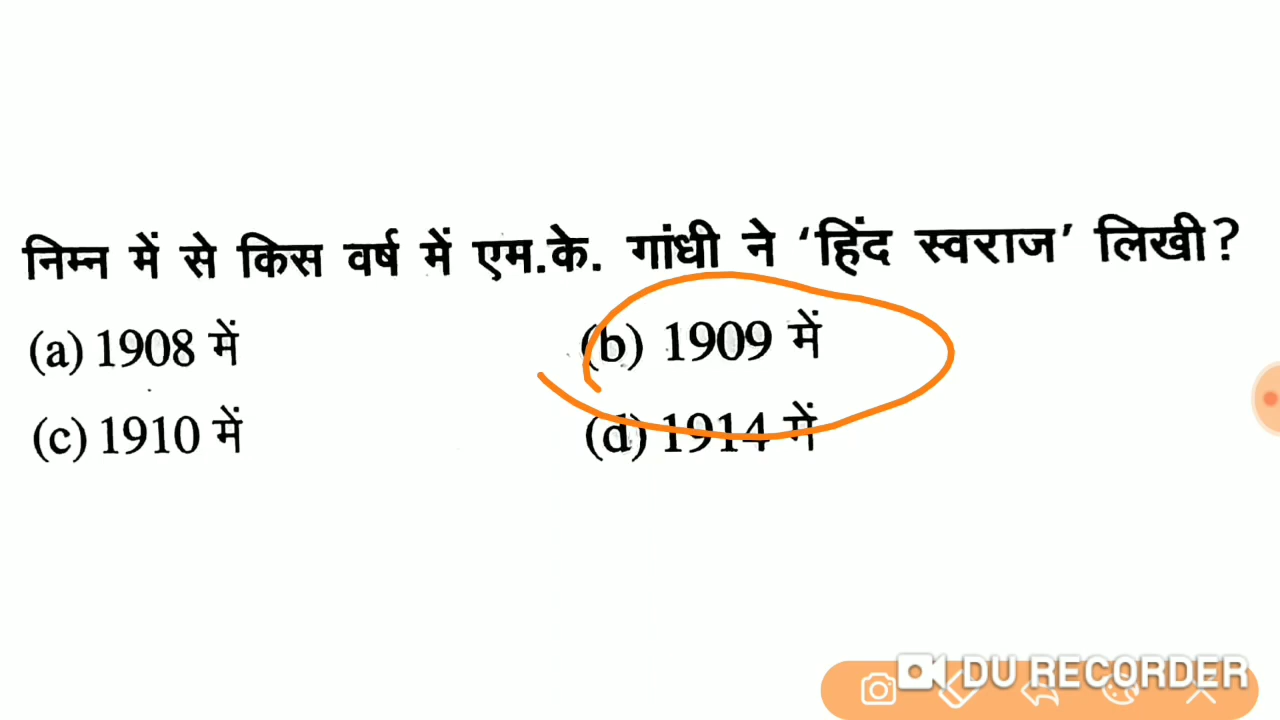 निम्न में से किस वर्ष में एम.के. गांधी ने ‘हिंद स्वराज’ लिखी?
(a) 1908 में (b) 1909 में
(c) 1910 में (d) 1914 में
DU RECORDER